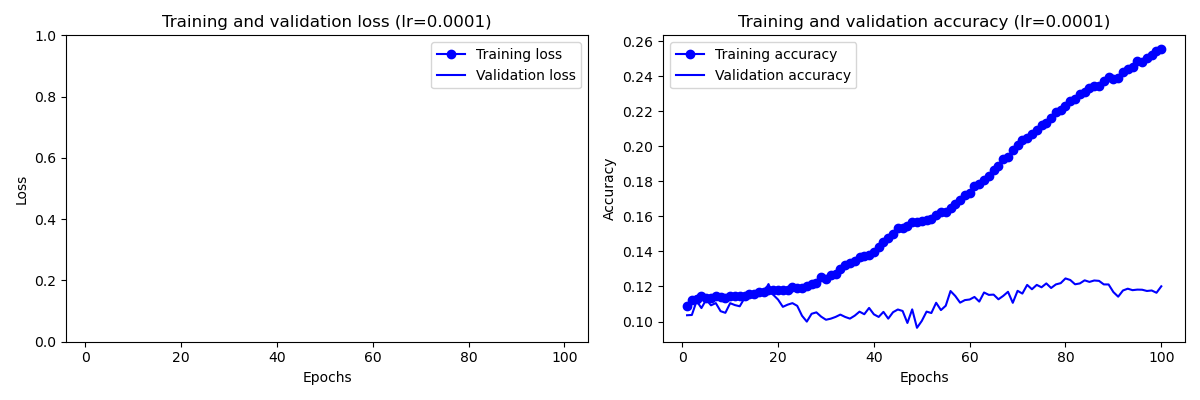 Training and validation loss (lr=0.0001)
1.0
0.8
0.6
0.4
0.2
0.0
Loss
Training loss
Validation loss
0
20
40
60
80
100
Epochs
Training and validation accuracy (lr=0.0001)
0.26
0.24
0.22
0.20
0.18
0.16
0.14
0.12
0.10
Accuracy
Training accuracy
Validation accuracy
0
20
40
60
80
100
Epochs